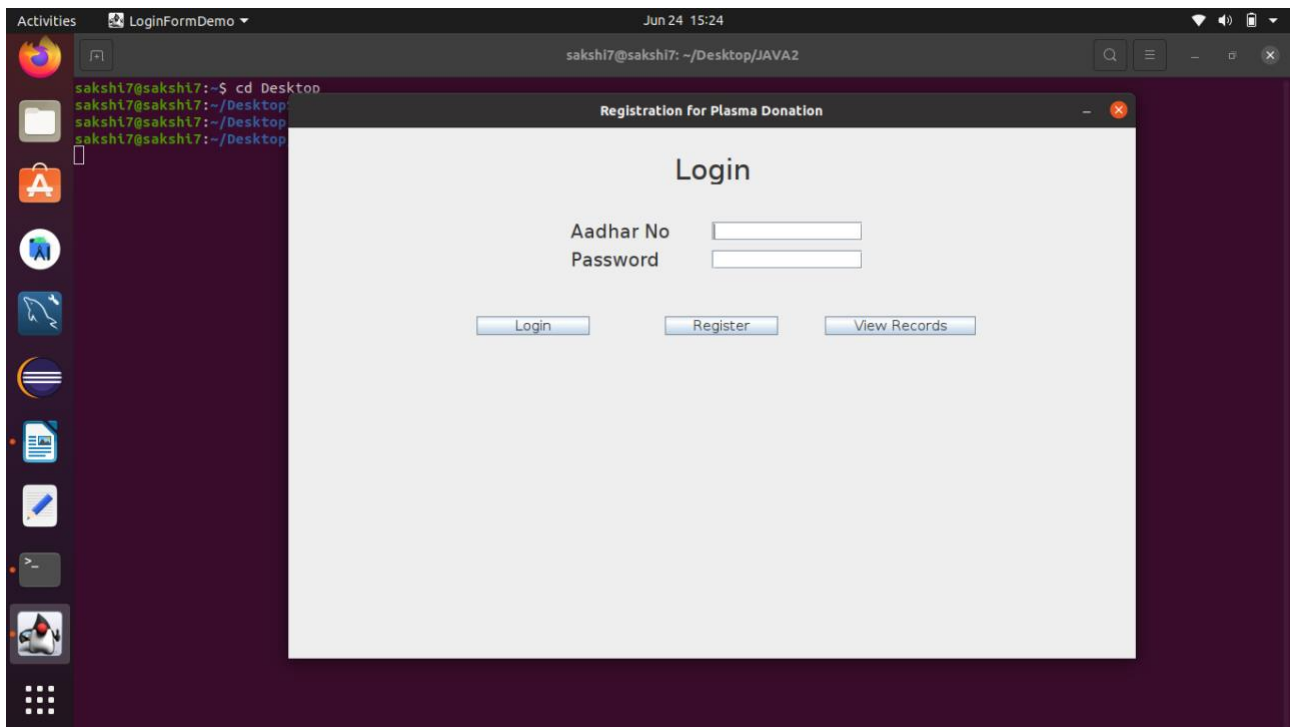 Activities LoginFormDemo Jun 24 15:24
sakshi7@sakshi7: ~/Desktop/JAVA2
sakshi7@sakshi7:~$ cd Desktop
sakshi7@sakshi7:~/Desktop
sakshi7@sakshi7:~/Desktop
sakshi7@sakshi7:~/Desktop
Registration for Plasma Donation
Login
Aadhar No
Password
Login Register View Records